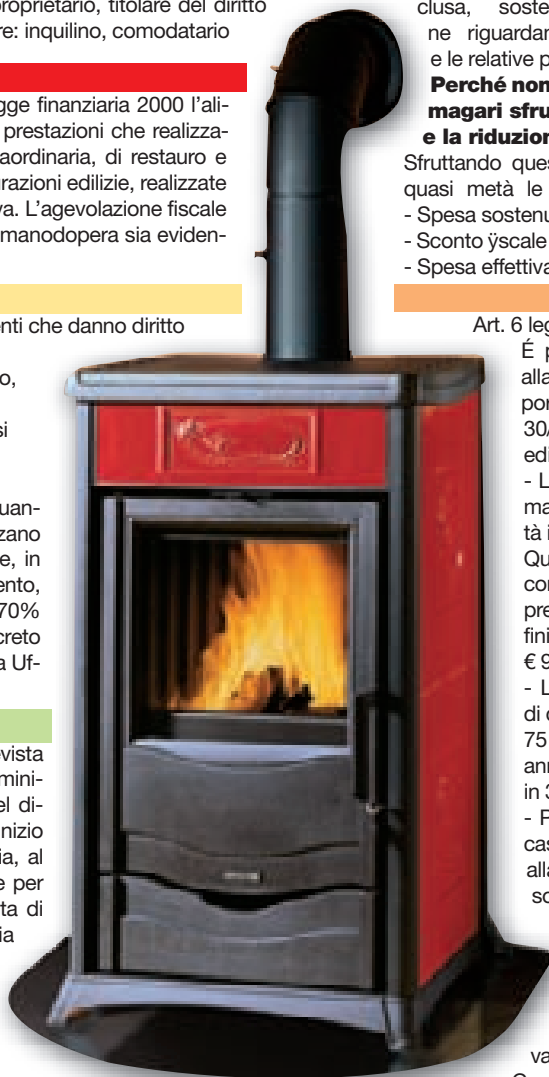 proprietario, titolare del diritto
re: inquilino, comodatario
gge finanziaria 2000 l’ali-
prestazioni che realizza-
aordinaria, di restauro e
razioni edilizie, realizzate
va. L’agevolazione fiscale
manodopera sia eviden-
nti che danno diritto
o,
si
uan-
zano
e, in
ento,
70%
creto
a Uf-
vista
mini-
el di-
nizio
ia, al
e per
ta di
ia
clusa, soste
ne riguardan
e le relative p
Perché non
magari sfru
e la riduzion
Sfruttando ques
quasi metà le
- Spesa sostenu
- Sconto ÿscale
- Spesa effettiva
Art. 6 leg
É p
alla
por
30/
edi
- L
ma
tà i
Qu
cor
pre
fini
€ 9
- L
di c
75
ann
in 3
- P
cas
alla
so
va